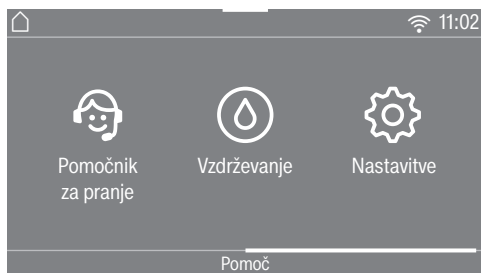 11:02
Pomočnik
za pranje
Vzdrževanje
Nastavitve
Pomoč